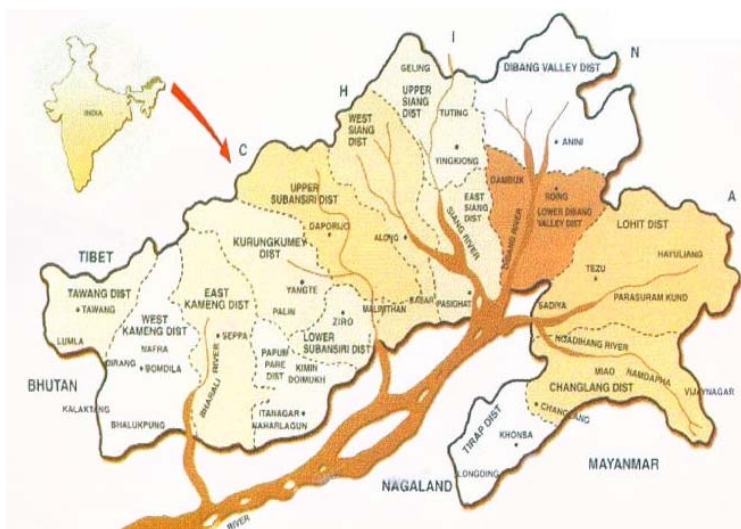 I
N
GELING
DIBANG VALLEY DIST
UPPER
SIANG
DIST
H
INDIA
WEST
SIANG
DIST
TUTING
ANINI
C
YINGKIONG
DAMBUK
UPPER
SUBANSIRI DIST
EAST
SIANG
DIST
ROING
LOWER DIBANG
VALLEY DIST
A
DAPORIJO
LOHIT DIST
SIANG RIVER
DIBANG RIVER
ALONG
KURUNGKUMEY
DIST
HAYULIANG
TIBET
TEZU
TAWANG DIST
TAWANG
EAST
KAMENG DIST
YANGTE
PARASURAM KUND
WEST
KAMENG DIST
PALIN
MALINITHAN
BASAR
PASIGHAT
SADIYA
ZIRO
LUMLA
NAFRA
SEPPA
LOWER
SUBANSIRI DIST
NOADIHANG RIVER
DIRANG
BOMDILA
PAPUM
PARE
DIST
KIMIN
DOIMUKH
MIAO
NAMDAPHA
BHARALI RIVER
VIJAYNAGAR
BHUTAN
CHANGLANG DIST
KALAKTANG
CHANGLANG
ITANAGAR
NAHARLAGUN
TIRAP DIST
BHALUKPUNG
KHONSA
MAYANMAR
LONGDING
NAGALAND
RIVER